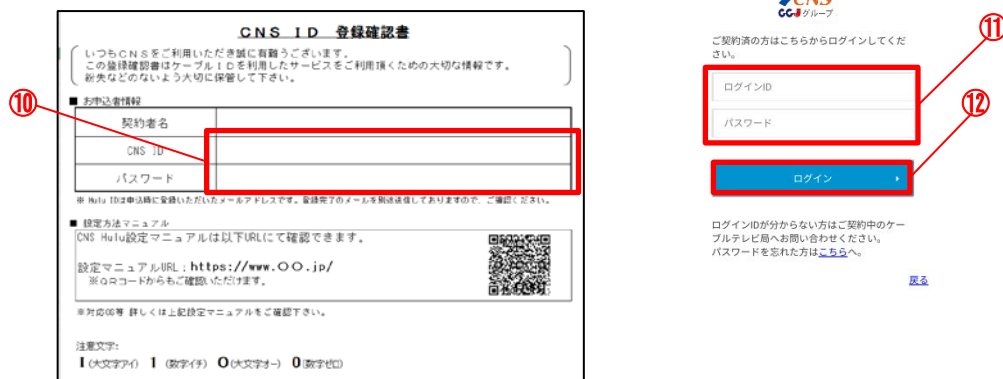 CNS ID 登録確認書
いつもCNSをご利用いただき誠に有難うございます。
この登録確認書はケーブルIDを利用したサービスをご利用頂くための大切な情報です。
紛失などのないよう大切に保管して下さい。
■ お申込者情報
⑩
契約者名
CNS ID
パスワード
※ Hulu IDは申込時に登録いただいたメールアドレスです。登録完了のメールを別途送信しておりますので、ご確認ください。
■ 設定方法マニュアル
CNS Hulu設定マニュアルは以下URLにて確認できます。
設定マニュアルURL：https://www.〇〇.jp/
※QRコードからもご確認いただけます。
※対応OS等 詳しくは上記設定マニュアルをご確認下さい。
注意文字：
I (大文字アイ) 1 (数字イチ) O (大文字オー) 0 (数字ゼロ)
CNS
CCJグループ
⑪
ご契約済の方はこちらからログインしてくだ
さい。
ログインID
パスワード
⑫
ログイン
ログインIDが分からない方はご契約中のケー
ブルテレビ局へお問い合わせください。
パスワードを忘れた方はこちらへ。
戻る